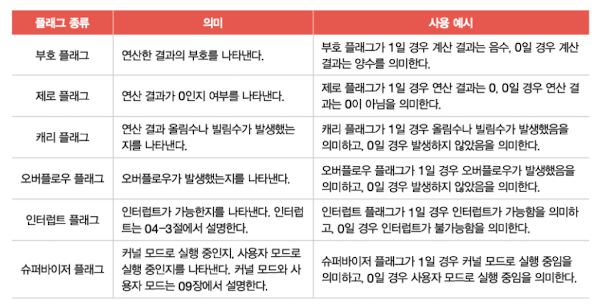 플래그 종류 의미 사용 예시
부호 플래그 연산한 결과의 부호를 나타낸다. 부호 플래그가 1일 경우 계산 결과는 음수, 0일 경우 계산
결과는 양수를 의미한다.
제로 플래그 연산 결과가 0인지 여부를 나타낸다. 제로 플래그가 1일 경우 연산 결과는 0, 0일 경우 연산 결
과는 0이 아님을 의미한다.
캐리 플래그 연산 결과 올림수나 빌림수가 발생했는
지를 나타낸다.
캐리 플래그가 1일 경우 올림수나 빌림수가 발생했음을
의미하고, 0일 경우 발생하지 않았음을 의미한다.
오버플로우 플래그 오버플로우가 발생했는지를 나타낸다. 오버플로우 플래그가 1일 경우 오버플로우가 발생했음을
의미하고, 0일 경우 발생하지 않았음을 의미한다.
인터럽트 플래그 인터럽트가 가능한지를 나타낸다. 인터럽
트는 04-3절에서 설명한다.
인터럽트 플래그가 1일 경우 인터럽트가 가능함을 의미하
고, 0일 경우 인터럽트가 불가능함을 의미한다.
슈퍼바이저 플래그 커널 모드로 실행 중인지, 사용자 모드로
실행 중인지를 나타낸다. 커널 모드와 사
용자 모드는 09장에서 설명한다.
슈퍼바이저 플래그가 1일 경우 커널 모드로 실행 중임을
의미하고, 0일 경우 사용자 모드로 실행 중임을 의미한다.